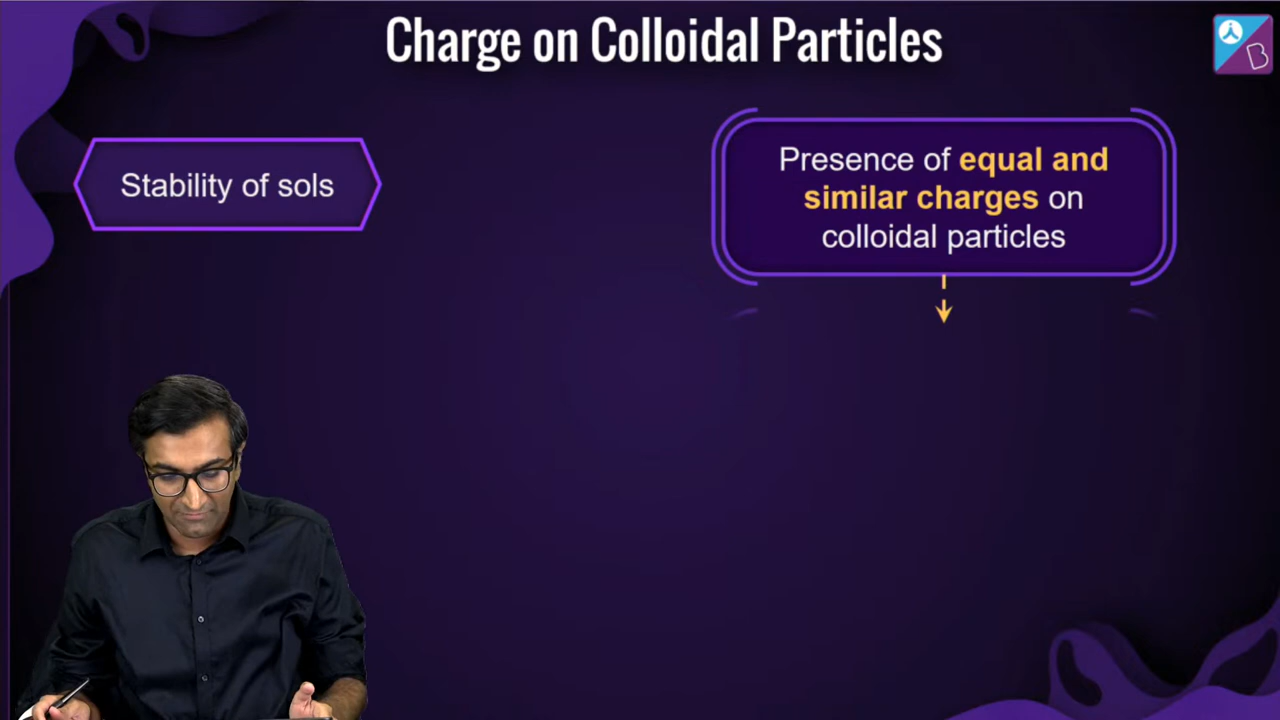 Charge on Colloidal Particles
Stability of sols
Presence of equal and
similar charges on
colloidal particles
B